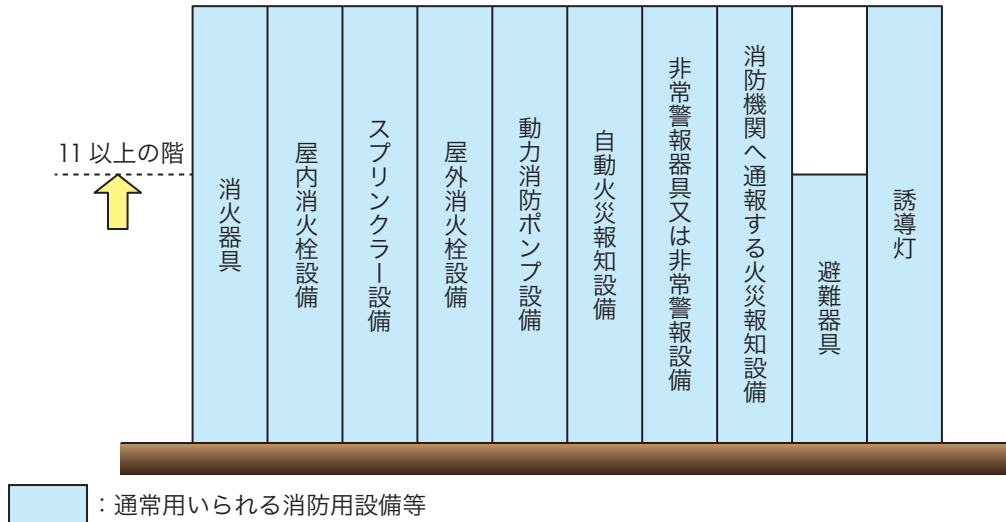 11 以上の階
消火器具
屋内消火栓設備
スプリンクラー設備
屋外消火栓設備
動力消防ポンプ設備
自動火災報知設備
非常警報器具又は非常警報設備
消防機関へ通報する火災報知設備
避難器具
誘導灯
：通常用いられる消防用設備等